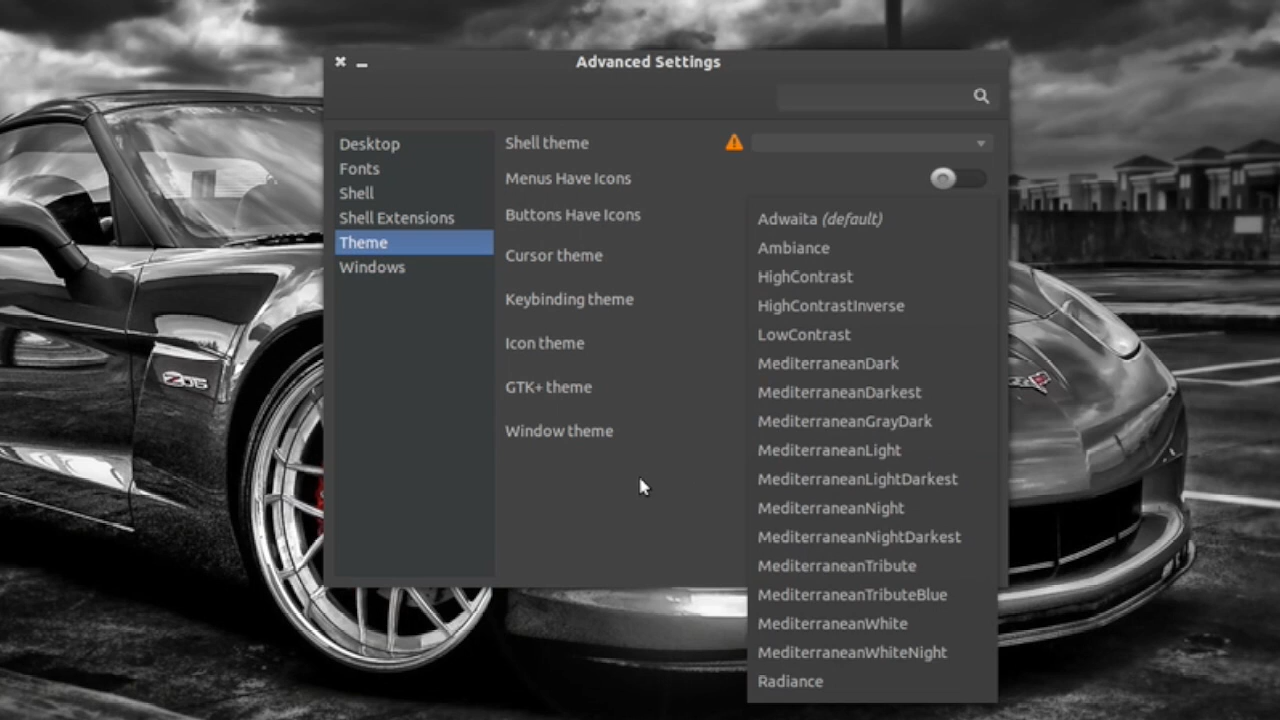 Advanced Settings
Desktop
Fonts
Shell
Shell Extensions
Theme
Windows
Shell theme
Menus Have Icons
Buttons Have Icons
Cursor theme
Keybinding theme
Icon theme
GTK+ theme
Window theme
Adwaita (default)
Ambiance
HighContrast
HighContrastInverse
LowContrast
MediterraneanDark
MediterraneanDarkest
MediterraneanGrayDark
MediterraneanLight
MediterraneanLightDarkest
MediterraneanNight
MediterraneanNightDarkest
MediterraneanTribute
MediterraneanTributeBlue
MediterraneanWhite
MediterraneanWhiteNight
Radiance
Z06